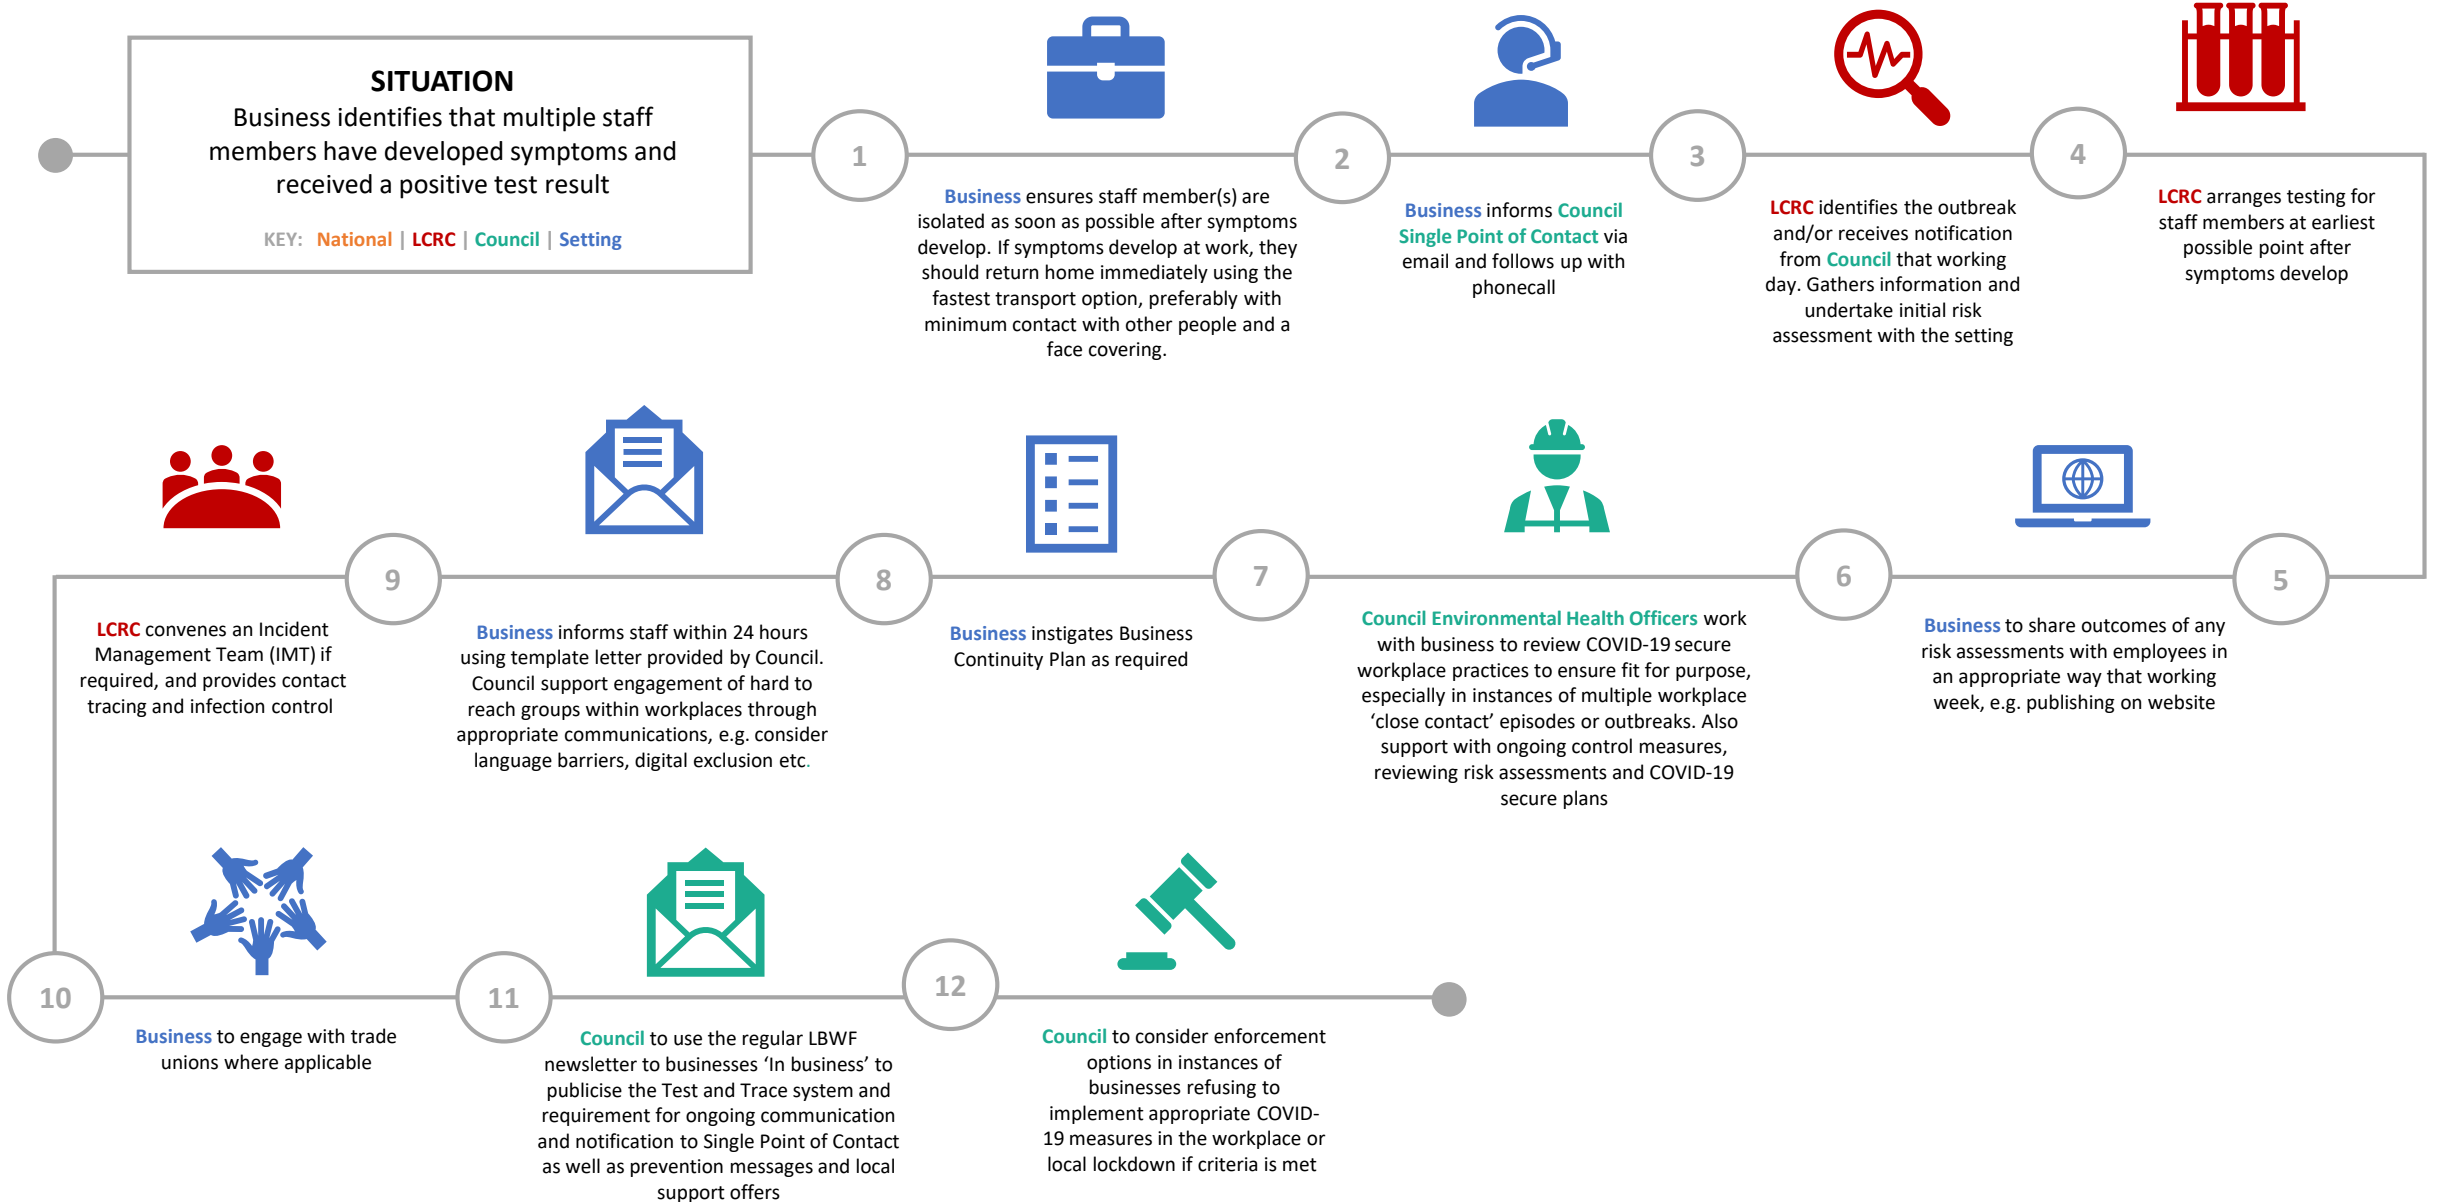 SITUATION
Business identifies that multiple staff
members have developed symptoms and
received a positive test result
KEY: National | LCRC | Council | Setting
1
Business ensures staff member(s) are
isolated as soon as possible after symptoms
develop. If symptoms develop at work, they
should return home immediately using the
fastest transport option, preferably with
minimum contact with other people and a
face covering.
2
Business informs Council
Single Point of Contact via
email and follows up with
phonecall
3
LCRC identifies the outbreak
and/or receives notification
from Council that working
day. Gathers information and
undertake initial risk
assessment with the setting
4
LCRC arranges testing for
staff members at earliest
possible point after
symptoms develop
5
Business to share outcomes of any
risk assessments with employees in
an appropriate way that working
week, e.g. publishing on website
6
Council Environmental Health Officers work
with business to review COVID-19 secure
workplace practices to ensure fit for purpose,
especially in instances of multiple workplace
‘close contact’ episodes or outbreaks. Also
support with ongoing control measures,
reviewing risk assessments and COVID-19
secure plans
7
Business instigates Business
Continuity Plan as required
8
Business informs staff within 24 hours
using template letter provided by Council.
Council support engagement of hard to
reach groups within workplaces through
appropriate communications, e.g. consider
language barriers, digital exclusion etc.
9
LCRC convenes an Incident
Management Team (IMT) if
required, and provides contact
tracing and infection control
10
Business to engage with trade
unions where applicable
11
Council to use the regular LBWF
newsletter to businesses ‘In business’ to
publicise the Test and Trace system and
requirement for ongoing communication
and notification to Single Point of Contact
as well as prevention messages and local
support offers
12
Council to consider enforcement
options in instances of
businesses refusing to
implement appropriate COVID-
19 measures in the workplace or
local lockdown if criteria is met